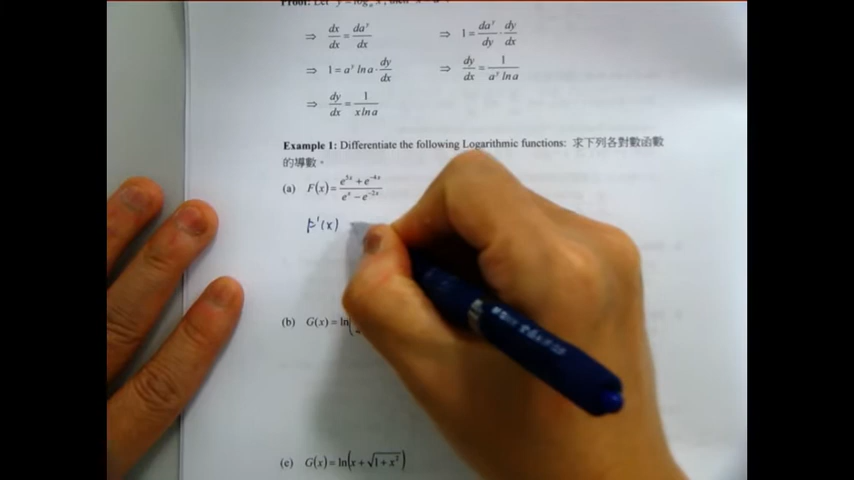 Proof: Let y = logₐ x, then
⇒ dx/dx = da^y/dx ⇒ 1 = da^y/dy · dy/dx
⇒ 1 = a^y ln a · dy/dx ⇒ dy/dx = 1/(a^y ln a)
⇒ dy/dx = 1/(x ln a)
Example 1: Differentiate the following Logarithmic functions: 求下列各對數函數
的導數。
(a) F(x) = (e^{5x} + e^{-4x})/(e^x − e^{-2x})
F'(x)
(b) G(x) = ln(
(c) G(x) = ln(x + √(1 + x²))